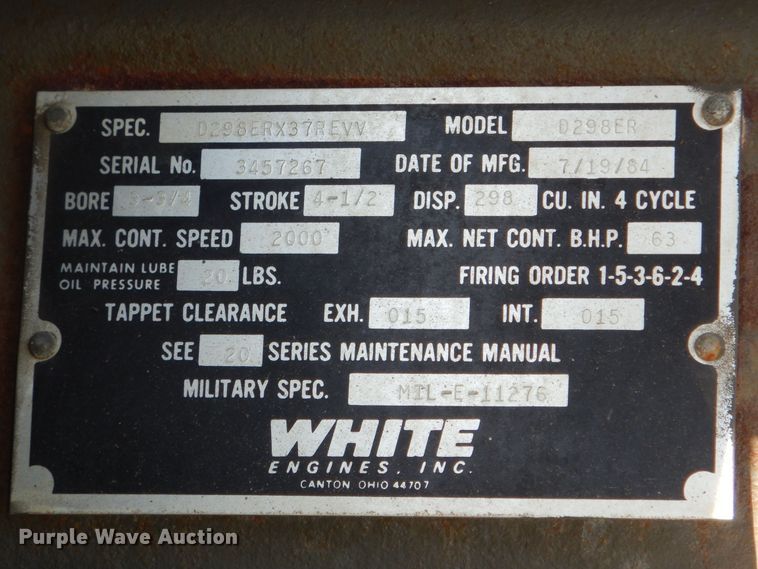 SPEC. D298ERX37REVV MODEL D298ER
SERIAL No. 3457267 DATE OF MFG. 7/19/84
BORE 3-3/4 STROKE 4-1/2 DISP. 298 CU. IN. 4 CYCLE
MAX. CONT. SPEED 2000 MAX. NET CONT. B.H.P. 63
MAINTAIN LUBE OIL PRESSURE LBS. FIRING ORDER 1-5-3-6-2-4
TAPPET CLEARANCE EXH. 015 INT. 015
SEE 20 SERIES MAINTENANCE MANUAL
MILITARY SPEC. MIL-E-11276
WHITE
ENGINES, INC.
CANTON, OHIO 44707
Purple Wave Auction